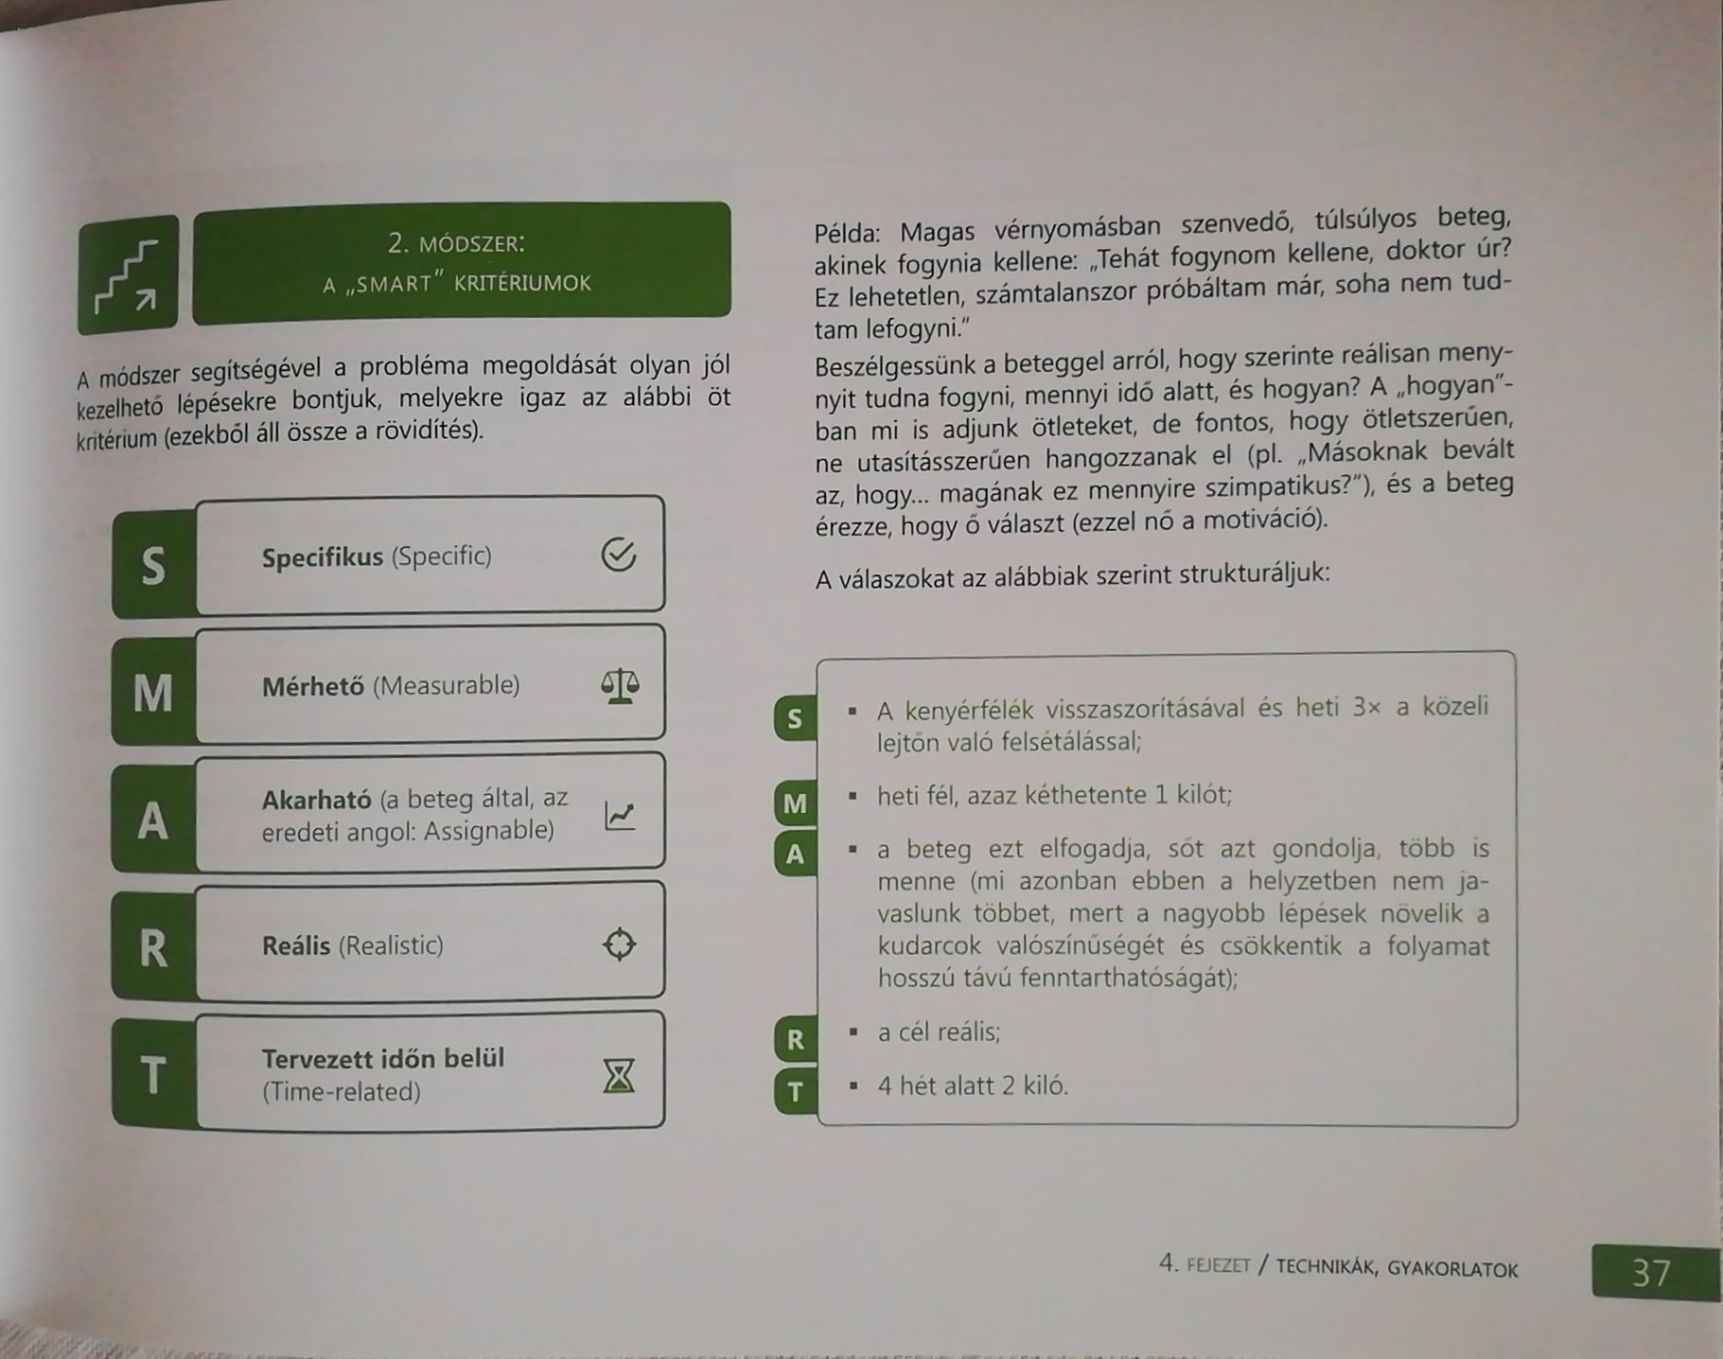 2. MÓDSZER:
A „SMART” KRITÉRIUMOK
A módszer segítségével a probléma megoldását olyan jól
kezelhető lépésekre bontjuk, melyekre igaz az alábbi öt
kritérium (ezekből áll össze a rövidítés).
S
Specifikus (Specific)
M
Mérhető (Measurable)
A
Akarható (a beteg által, az
eredeti angol: Assignable)
R
Reális (Realistic)
T
Tervezett időn belül
(Time-related)
Példa: Magas vérnyomásban szenvedő, túlsúlyos beteg,
akinek fogynia kellene: „Tehát fogynom kellene, doktor úr?
Ez lehetetlen, számtalanszor próbáltam már, soha nem tud-
tam lefogyni.”
Beszélgessünk a beteggel arról, hogy szerinte reálisan meny-
nyit tudna fogyni, mennyi idő alatt, és hogyan? A „hogyan”-
ban mi is adjunk ötleteket, de fontos, hogy ötletszerűen,
ne utasításszerűen hangozzanak el (pl. „Másoknak bevált
az, hogy... magának ez mennyire szimpatikus?”), és a beteg
érezze, hogy ő választ (ezzel nő a motiváció).
A válaszokat az alábbiak szerint strukturáljuk:
S
▪ A kenyérfélék visszaszorításával és heti 3× a közeli
lejtőn való felsétálással;
M
▪ heti fél, azaz kéthetente 1 kilót;
A
▪ a beteg ezt elfogadja, sőt azt gondolja, több is
menne (mi azonban ebben a helyzetben nem ja-
vaslunk többet, mert a nagyobb lépések növelik a
kudarcok valószínűségét és csökkentik a folyamat
hosszú távú fenntarthatóságát);
R
▪ a cél reális;
T
▪ 4 hét alatt 2 kiló.
4. FEJEZET / TECHNIKÁK, GYAKORLATOK
37